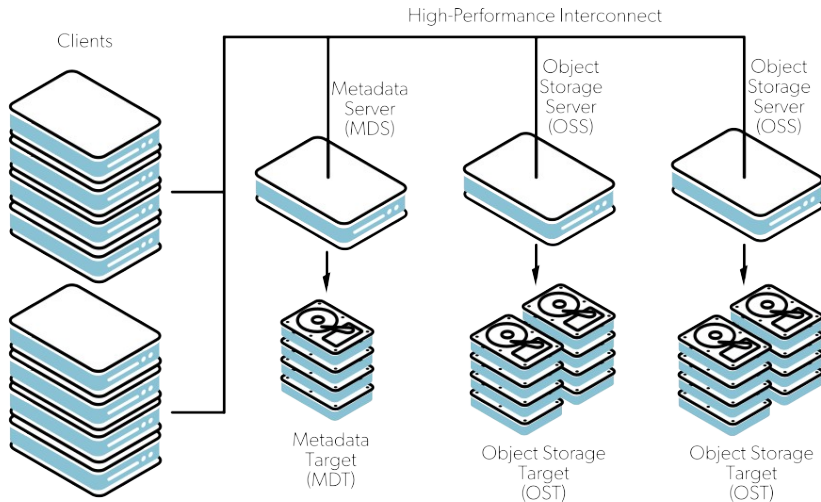 High-Performance Interconnect
Clients
Metadata
Server
(MDS)
Object
Storage
Server
(OSS)
Object
Storage
Server
(OSS)
Metadata
Target
(MDT)
Object Storage
Target
(OST)
Object Storage
Target
(OST)